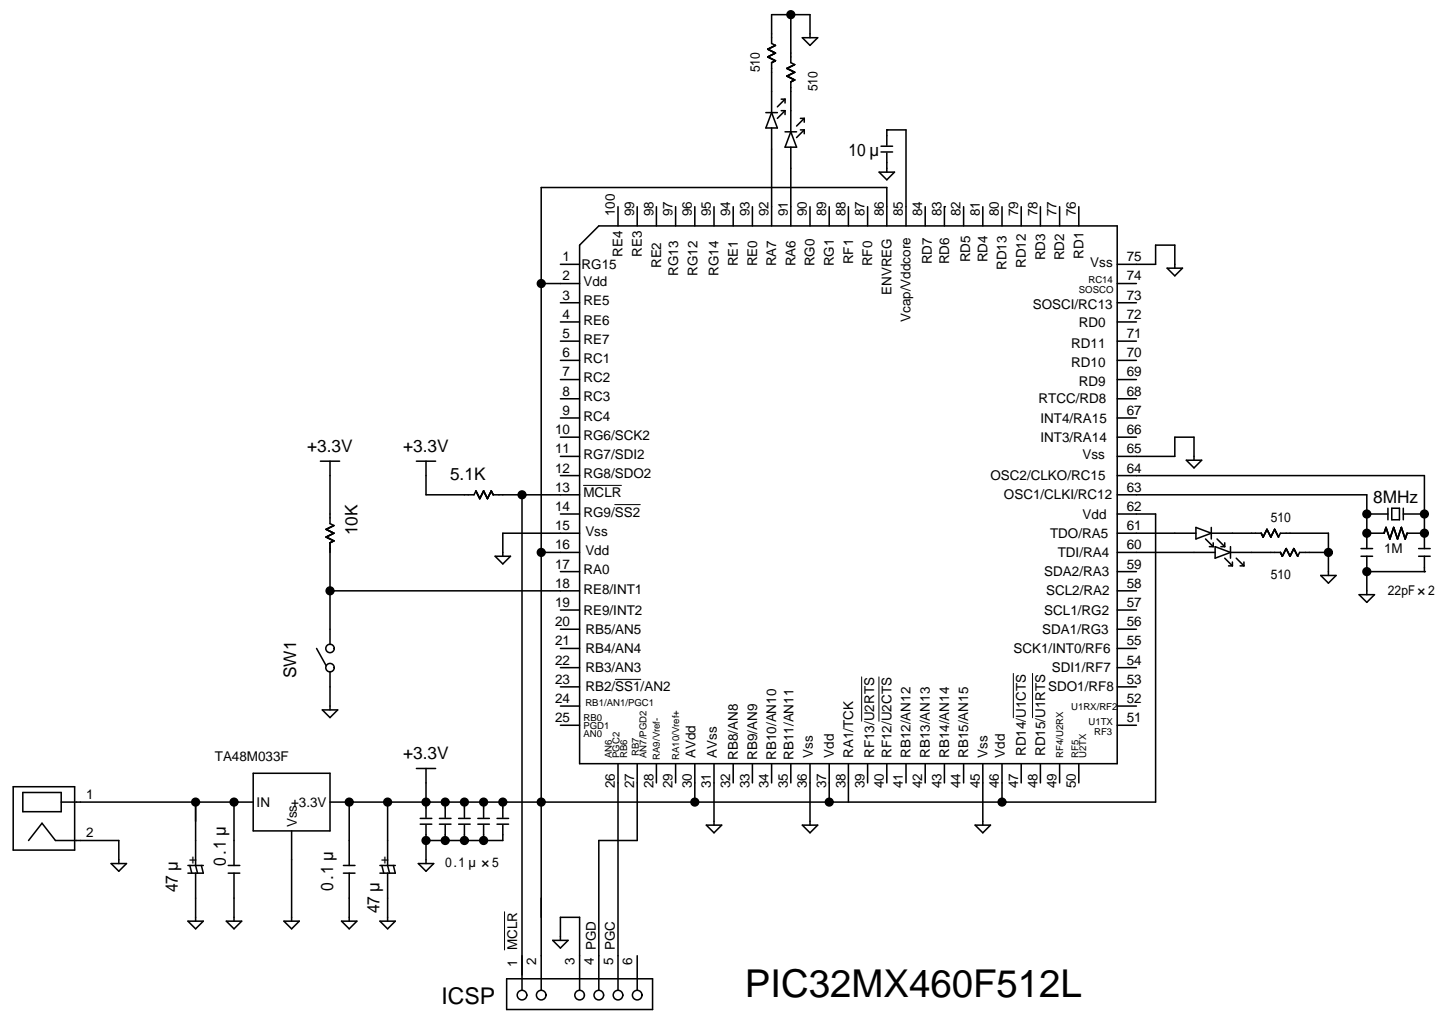 510
510
10 µ
100
99
98
97
96
95
94
93
92
91
90
89
88
87
86
85
84
83
82
81
80
79
78
77
76
RE4
RE3
RE2
RG13
RG12
RG14
RE1
RE0
RA7
RA6
RG0
RG1
RF1
RF0
ENVREG
Vcap/Vddcore
RD7
RD6
RD5
RD4
RD13
RD12
RD3
RD2
RD1
1 RG15
2 Vdd
3 RE5
4 RE6
5 RE7
6 RC1
7 RC2
8 RC3
9 RC4
10 RG6/SCK2
11 RG7/SDI2
12 RG8/SDO2
13 MCLR
14 RG9/SS2
15 Vss
16 Vdd
17 RA0
18 RE8/INT1
19 RE9/INT2
20 RB5/AN5
21 RB4/AN4
22 RB3/AN3
23 RB2/SS1/AN2
24 RB1/AN1/PGC1
25 RB0
PGD1
AN0
Vss 75
RC14
SOSCO 74
SOSCI/RC13 73
RD0 72
RD11 71
RD10 70
RD9 69
RTCC/RD8 68
INT4/RA15 67
INT3/RA14 66
Vss 65
OSC2/CLKO/RC15 64
OSC1/CLKI/RC12 63
Vdd 62
TDO/RA5 61
TDI/RA4 60
SDA2/RA3 59
SCL2/RA2 58
SCL1/RG2 57
SDA1/RG3 56
SCK1/INT0/RF6 55
SDI1/RF7 54
SDO1/RF8 53
U1RX/RF2 52
U1TX
RF3 51
+3.3V
+3.3V
5.1K
10K
SW1
8MHz
1M
22pF × 2
510
510
AN6
PGC2
RB6
RB7
AN7/PGD2
RA9/Vref-
RA10/Vref+
AVdd
AVss
RB8/AN8
RB9/AN9
RB10/AN10
RB11/AN11
Vss
Vdd
RA1/TCK
RF13/U2RTS
RF12/U2CTS
RB12/AN12
RB13/AN13
RB14/AN14
RB15/AN15
Vss
Vdd
RD14/U1CTS
RD15/U1RTS
RF4/U2RX
RF5
U2TX
26
27
28
29
30
31
32
33
34
35
36
37
38
39
40
41
42
43
44
45
46
47
48
49
50
TA48M033F
+3.3V
1
2
IN
+3.3V
Vss
47 µ
+
0.1 µ
0.1 µ
47 µ
+
0.1 µ × 5
MCLR
PGD
PGC
1
2
3
4
5
6
ICSP
PIC32MX460F512L